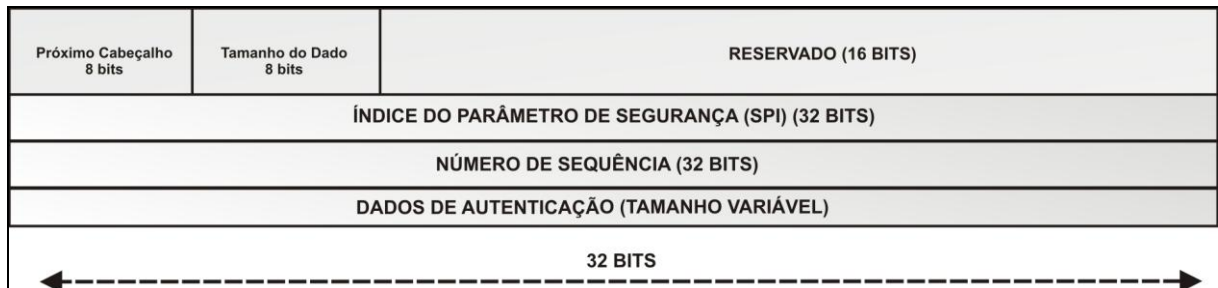 Próximo Cabeçalho
8 bits
Tamanho do Dado
8 bits
RESERVADO (16 BITS)
ÍNDICE DO PARÂMETRO DE SEGURANÇA (SPI) (32 BITS)
NÚMERO DE SEQUÊNCIA (32 BITS)
DADOS DE AUTENTICAÇÃO (TAMANHO VARIÁVEL)
32 BITS